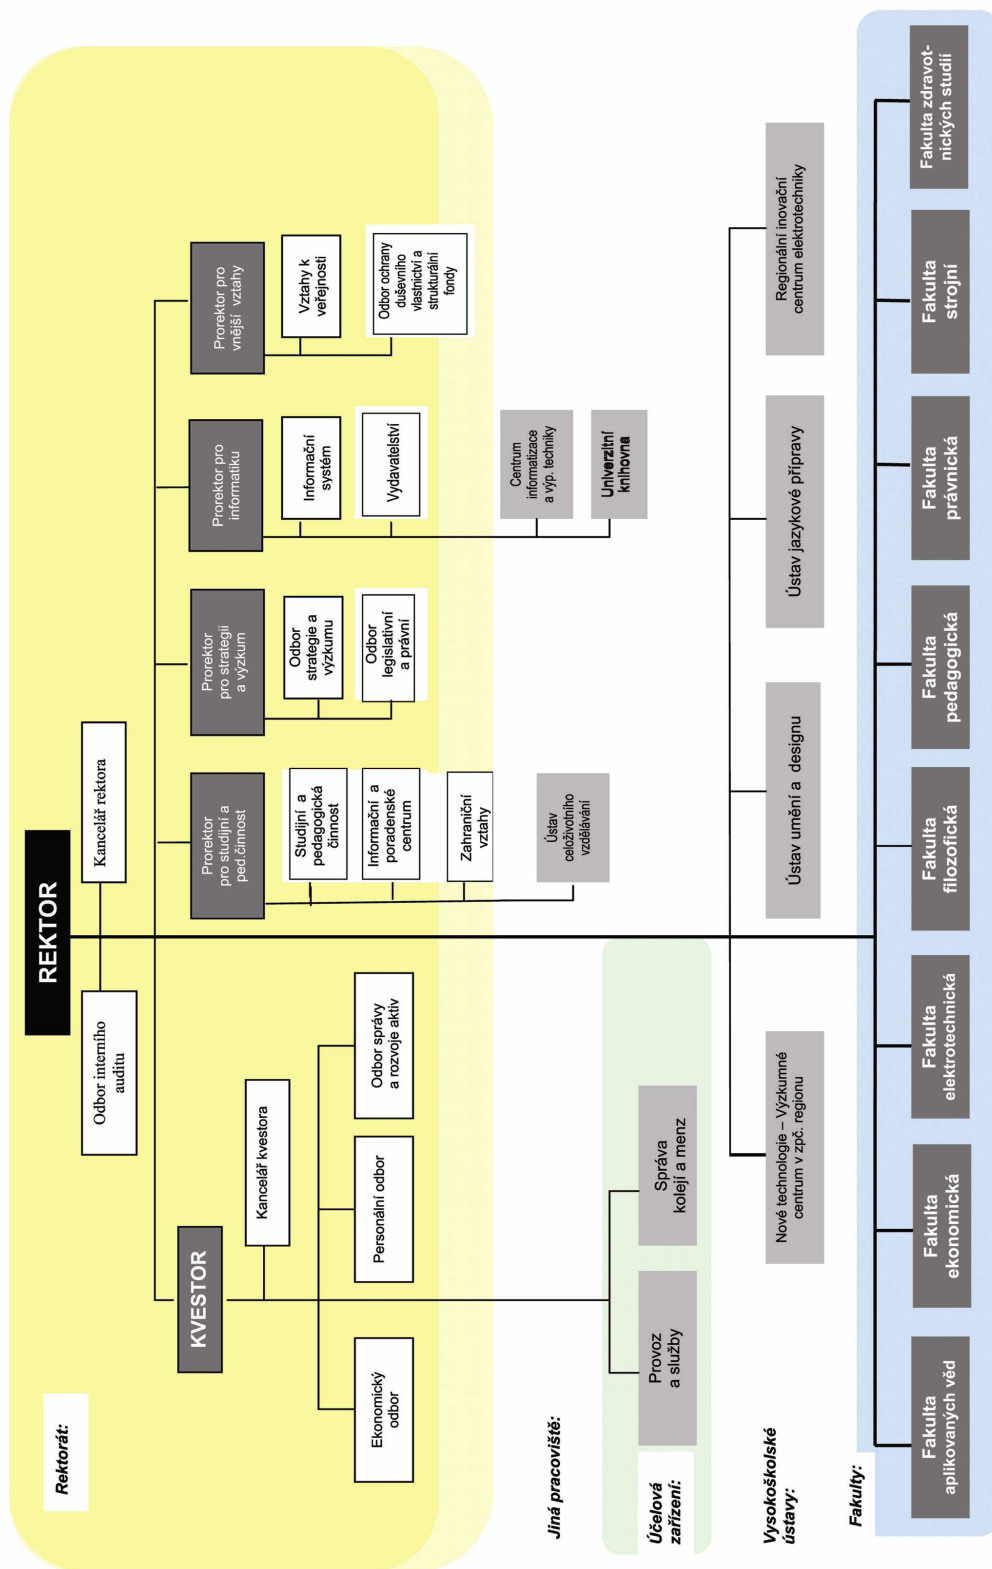 Rektorát:
REKTOR
Odbor interního
auditu
Kancelář rektora
KVESTOR
Kancelář kvestora
Ekonomický
odbor
Personální odbor
Odbor správy
a rozvoje aktiv
Prorektor
pro studijní a
ped.činnost
Studijní a
pedagogická
činnost
Informační a
poradenské
centrum
Zahraniční
vztahy
Prorektor
pro strategii
a výzkum
Odbor
strategie a
výzkumu
Odbor
legislativní
a právní
Prorektor pro
informatiku
Informační
systém
Vydavatelství
Prorektor pro
vnější vztahy
Vztahy k
veřejnosti
Odbor ochrany
duševního
vlastnictví a
strukturální
fondy
Jiná pracoviště:
Ústav
celoživotního
vzdělávání
Centrum
informatizace
a výp. techniky
Univerzitní
knihovna
Účelová
zařízení:
Provoz
a služby
Správa
kolejí a menz
Vysokoškolské
ústavy:
Nové technologie – Výzkumné
centrum v zpč. regionu
Ústav umění a designu
Ústav jazykové přípravy
Regionální inovační
centrum elektrotechniky
Fakulty:
Fakulta
aplikovaných věd
Fakulta
ekonomická
Fakulta
elektrotechnická
Fakulta
filozofická
Fakulta
pedagogická
Fakulta
právnická
Fakulta
strojní
Fakulta zdravot-
nických studií